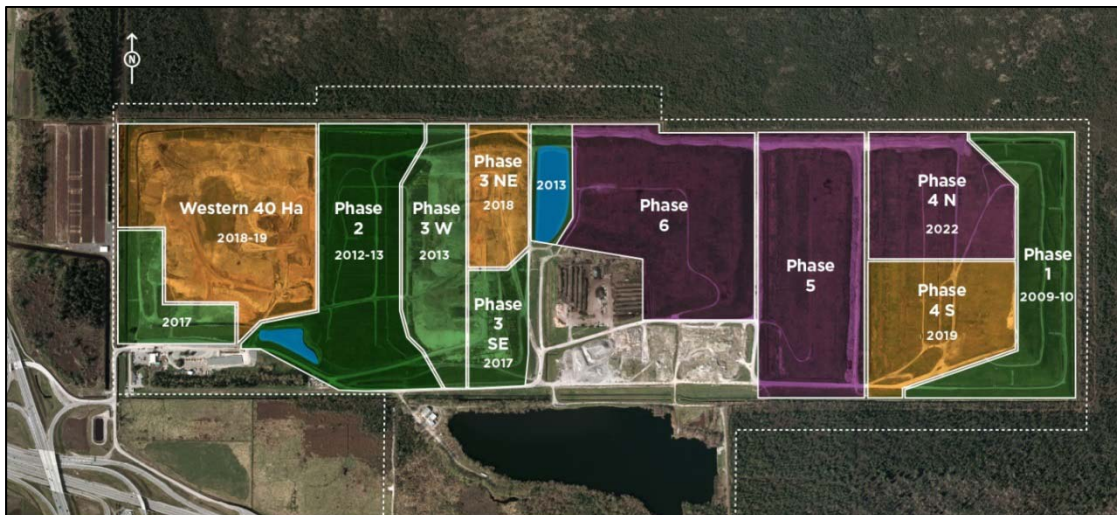 N
Western 40 Ha
2018-19
2017
Phase
2
2012-13
Phase
3 W
2013
Phase
3 NE
2018
Phase
3
SE
2017
2013
Phase
6
Phase
5
Phase
4 N
2022
Phase
4 S
2019
Phase
1
2009-10